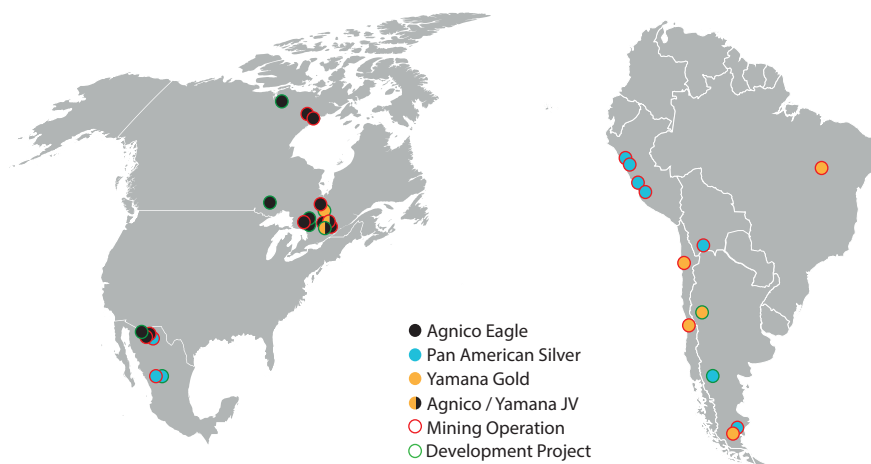 Agnico Eagle
Pan American Silver
Yamana Gold
Agnico / Yamana JV
Mining Operation
Development Project